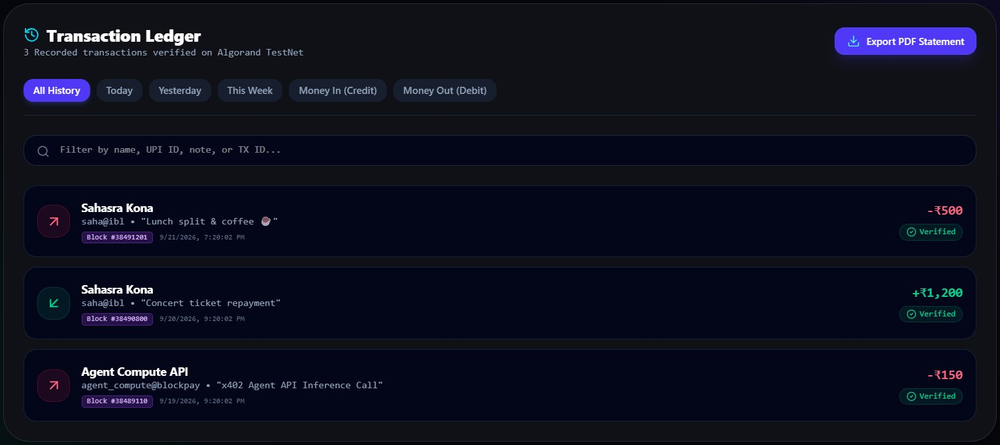 Transaction Ledger
3 Recorded transactions verified on Algorand TestNet
Export PDF Statement
All History
Today
Yesterday
This Week
Money In (Credit)
Money Out (Debit)
Filter by name, UPI ID, note, or TX ID...
Sahasra Kona
saha@ibl • "Lunch split & coffee ☕"
Block #38491201 9/21/2026, 7:20:02 PM
-₹500
Verified
Sahasra Kona
saha@ibl • "Concert ticket repayment"
Block #38490800 9/20/2026, 9:20:02 PM
+₹1,200
Verified
Agent Compute API
agent_compute@blockpay • "x402 Agent API Inference Call"
Block #38489110 9/19/2026, 9:20:02 PM
-₹150
Verified